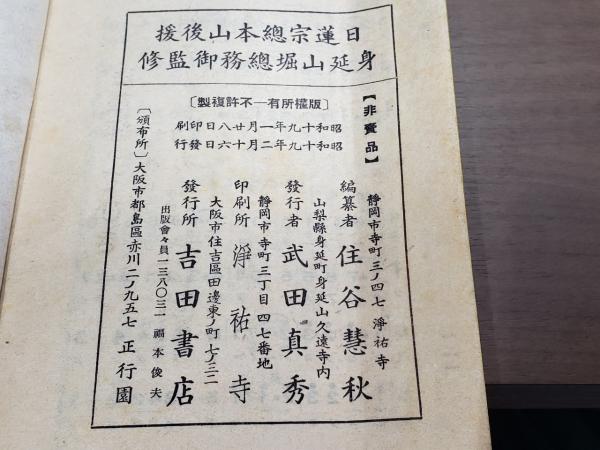 日蓮宗總本山後援
身延山堀總務御監修
〔版權所有―不許複製〕
【非賣品】
昭和十九年一月廿八日印刷
昭和十九年二月十六日發行
靜岡市寺町三ノ四七 淨祐寺
編纂者 住谷慧秋
山梨縣身延町身延山久遠寺内
發行者 武田真秀
靜岡市寺町三丁目四七番地
印刷所 淨祐寺
大阪市住吉區田邊東ノ町七ノ三二
發行所 吉田書店
出版會々員一三八〇三一 福本俊夫
〔頒布所〕大阪市都島區赤川二ノ九五七 正行園